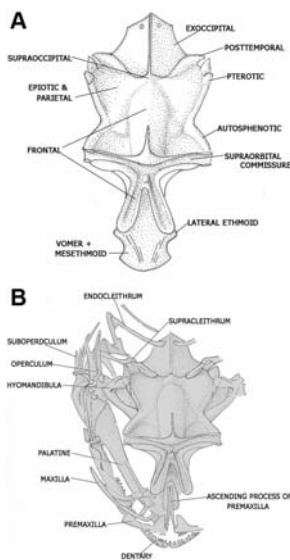 A
EXOCCIPITAL
SUPRAOCCIPITAL
POSTTEMPORAL
EPIOTIC &
PARIETAL
PTEROTIC
AUTOSPHENOTIC
FRONTAL
SUPRAORBITAL
COMMISSURE
LATERAL ETHMOID
VOMER +
MESETHMOID
B
ENDOCLEITHRUM
SUPRACLEITHRUM
SUBOPERDCULUM
OPERCULUM
HYOMANDIBULA
PALATINE
MAXILLA
ASCENDING PROCESS OF
PREMAXILLA
PREMAXILLA
DENTARY